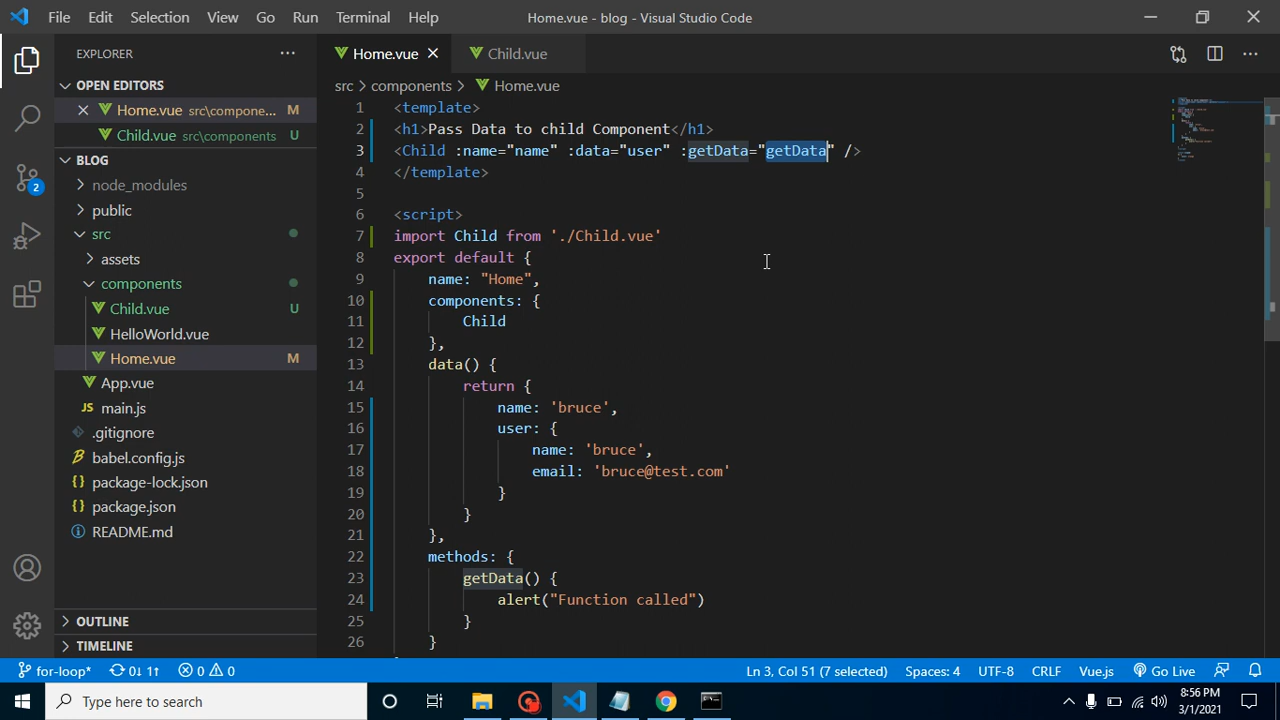 File Edit Selection View Go Run Terminal Help
Home.vue - blog - Visual Studio Code
EXPLORER
OPEN EDITORS
Home.vue src\compone... M
Child.vue src\components U
BLOG
node_modules
public
src
assets
components
Child.vue U
HelloWorld.vue
Home.vue M
App.vue
JS main.js
.gitignore
babel.config.js
{} package-lock.json
{} package.json
README.md
OUTLINE
TIMELINE
2
Home.vue
Child.vue
src > components > Home.vue
1 <template>
2 <h1>Pass Data to child Component</h1>
3 <Child :name="name" :data="user" :getData="getData" />
4 </template>
5
6 <script>
7 import Child from './Child.vue'
8 export default {
9 name: "Home",
10 components: {
11 Child
12 },
13 data() {
14 return {
15 name: 'bruce',
16 user: {
17 name: 'bruce',
18 email: 'bruce@test.com'
19 }
20 }
21 },
22 methods: {
23 getData() {
24 alert("Function called")
25 }
26 }
for-loop* 0↓ 1↑ 0 0
Ln 3, Col 51 (7 selected) Spaces: 4 UTF-8 CRLF Vue.js Go Live
Type here to search
8:56 PM
3/1/2021